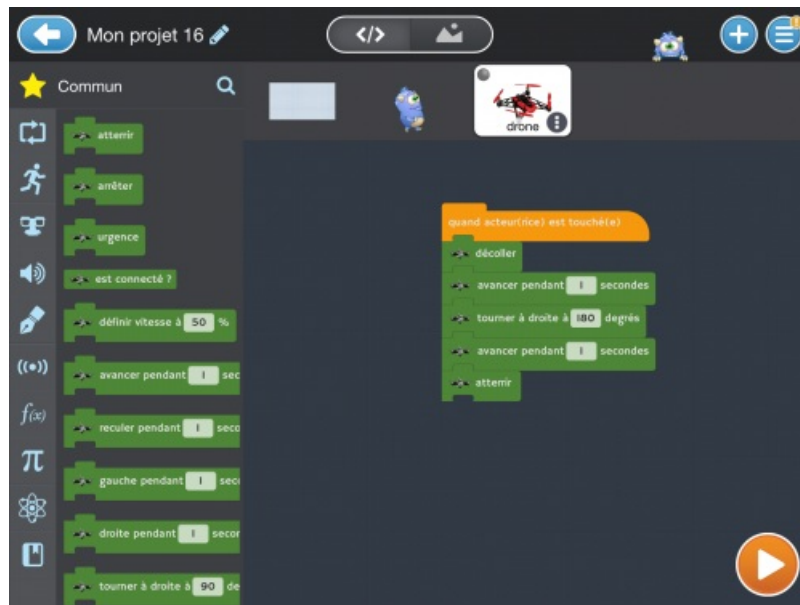 Mon projet 16
</>
Commun
drone
atterrir
arrêter
urgence
est connecté ?
définir vitesse à 50 %
avancer pendant 1 sec
reculer pendant 1 seco
gauche pendant 1 seco
droite pendant 1 secon
tourner à droite à 90 de
f(x)
π
quand acteur(rice) est touché(e)
décoller
avancer pendant 1 secondes
tourner à droite à 180 degrés
avancer pendant 1 secondes
atterrir